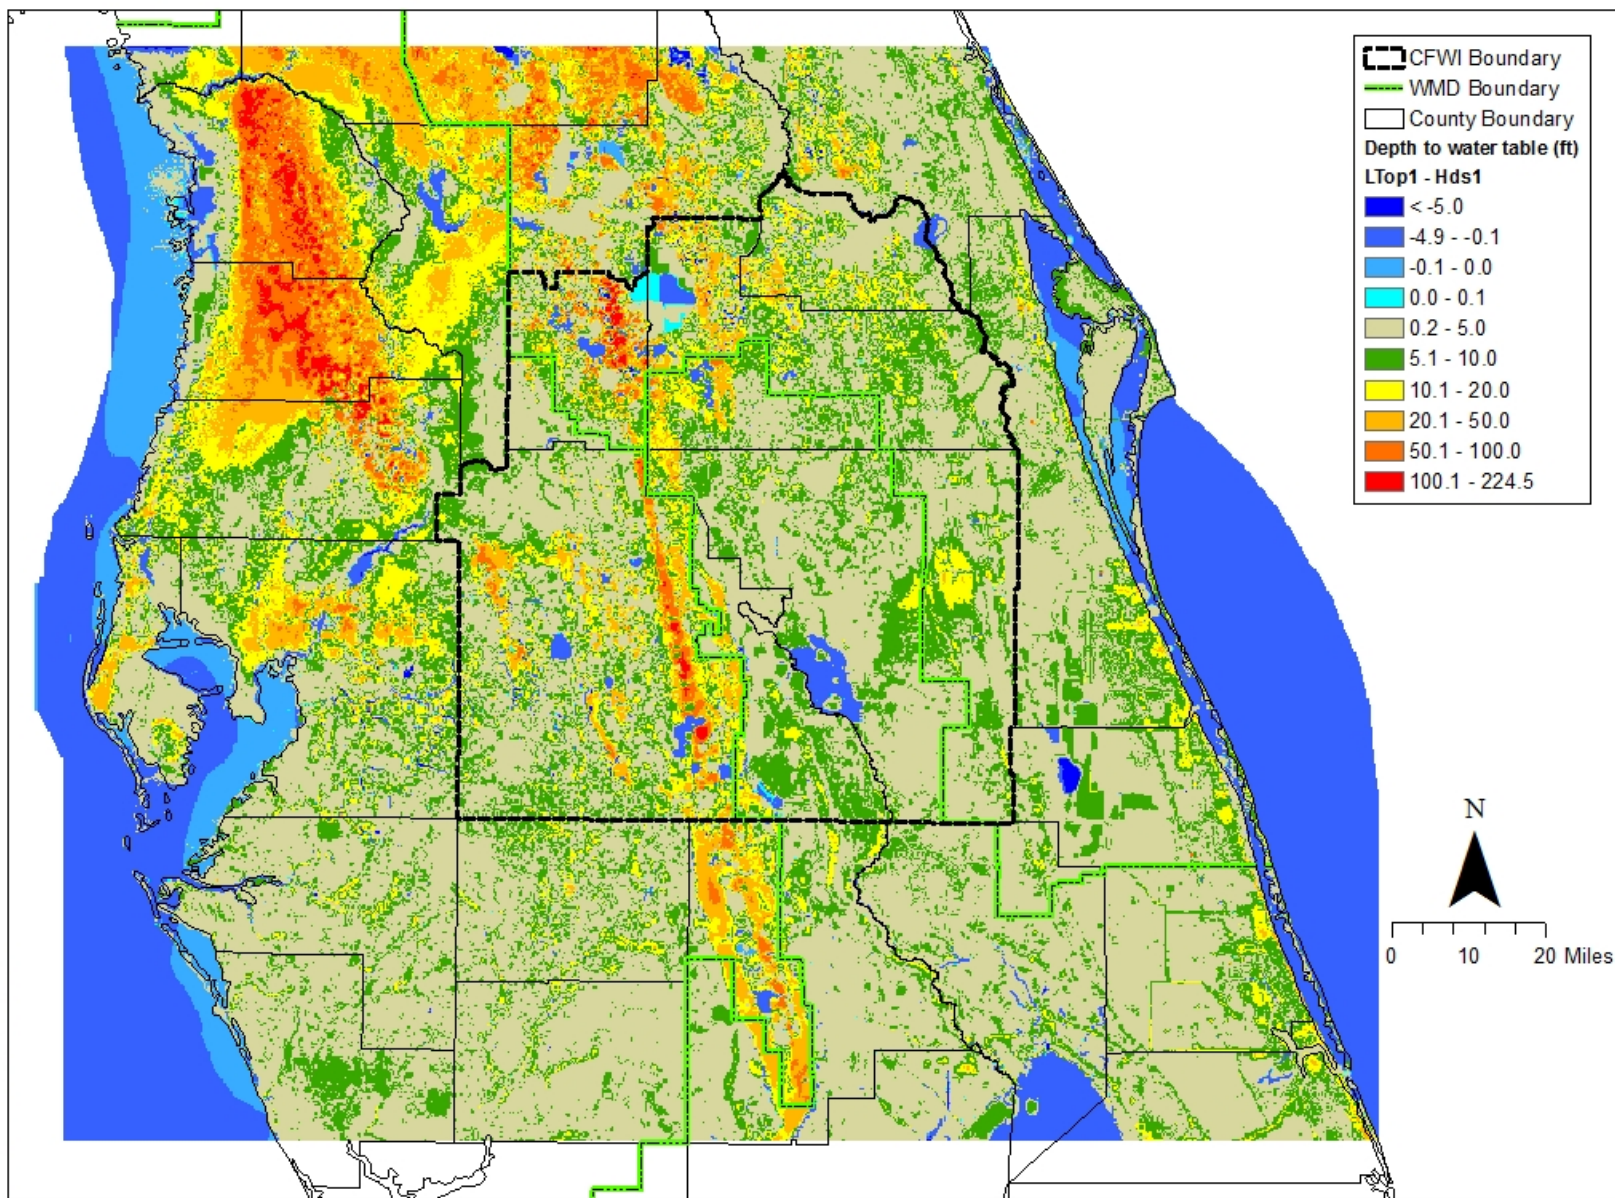 CFWI Boundary
WMD Boundary
County Boundary
Depth to water table (ft)
LTop1 - Hds1
< -5.0
-4.9 - -0.1
-0.1 - 0.0
0.0 - 0.1
0.2 - 5.0
5.1 - 10.0
10.1 - 20.0
20.1 - 50.0
50.1 - 100.0
100.1 - 224.5
N
0 10 20 Miles